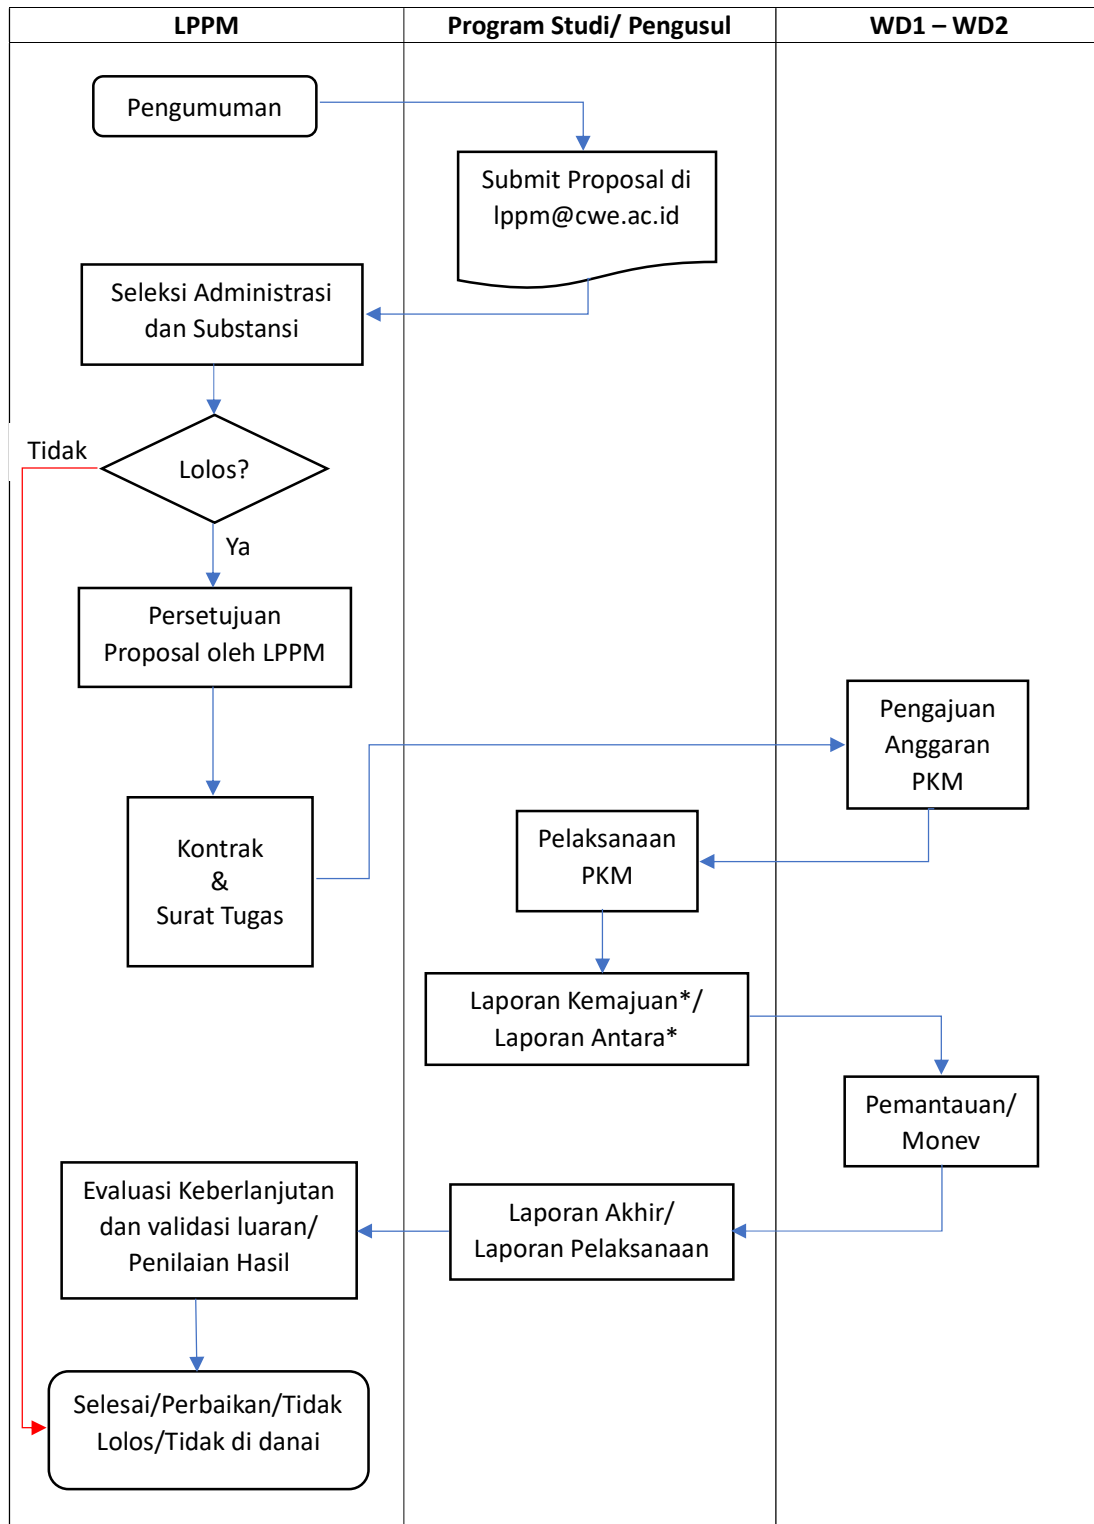 LPPM
Program Studi/ Pengusul
WD1 – WD2
Pengumuman
Submit Proposal di
lppm@cwe.ac.id
Seleksi Administrasi
dan Substansi
Tidak
Lolos?
Ya
Persetujuan
Proposal oleh LPPM
Kontrak
&
Surat Tugas
Pengajuan
Anggaran
PKM
Pelaksanaan
PKM
Laporan Kemajuan*/
Laporan Antara*
Pemantauan/
Monev
Laporan Akhir/
Laporan Pelaksanaan
Evaluasi Keberlanjutan
dan validasi luaran/
Penilaian Hasil
Selesai/Perbaikan/Tidak
Lolos/Tidak di danai